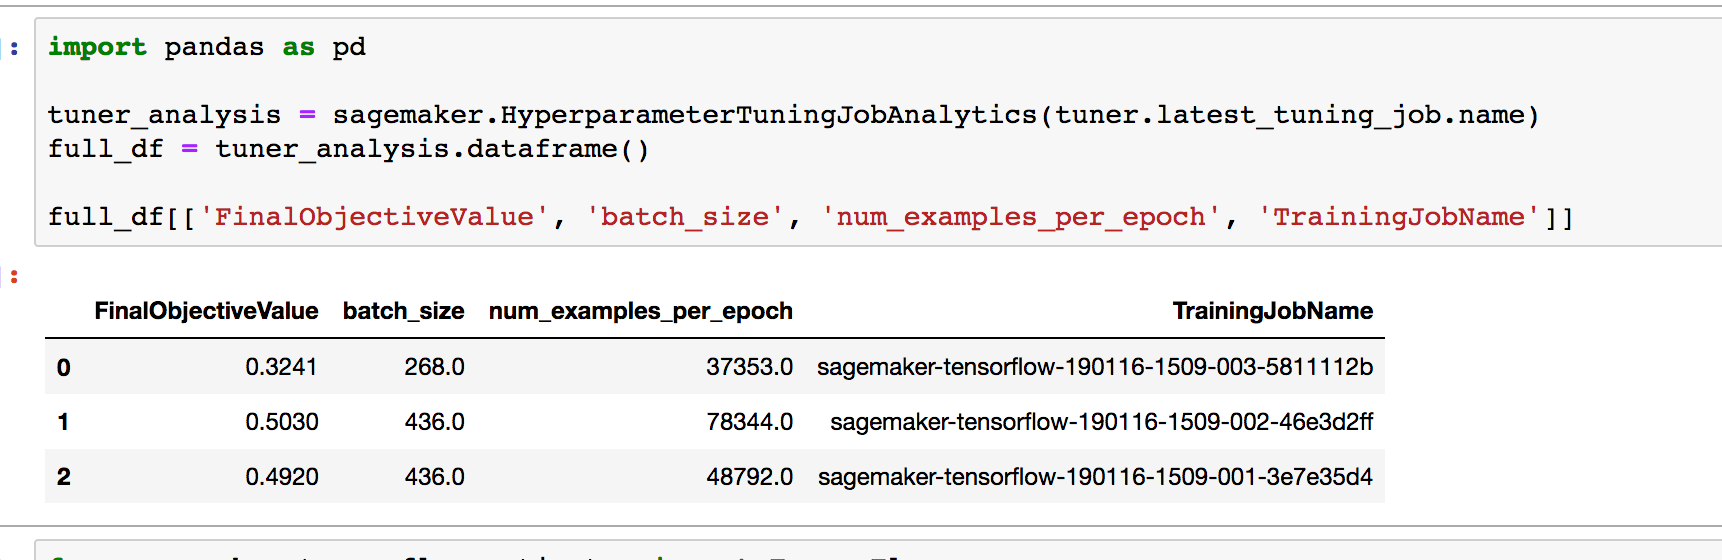 import pandas as pd
tuner_analysis = sagemaker.HyperparameterTuningJobAnalytics(tuner.latest_tuning_job.name)
full_df = tuner_analysis.dataframe()
full_df[['FinalObjectiveValue', 'batch_size', 'num_examples_per_epoch', 'TrainingJobName']]
FinalObjectiveValue batch_size num_examples_per_epoch TrainingJobName
0 0.3241 268.0 37353.0 sagemaker-tensorflow-190116-1509-003-5811112b
1 0.5030 436.0 78344.0 sagemaker-tensorflow-190116-1509-002-46e3d2ff
2 0.4920 436.0 48792.0 sagemaker-tensorflow-190116-1509-001-3e7e35d4